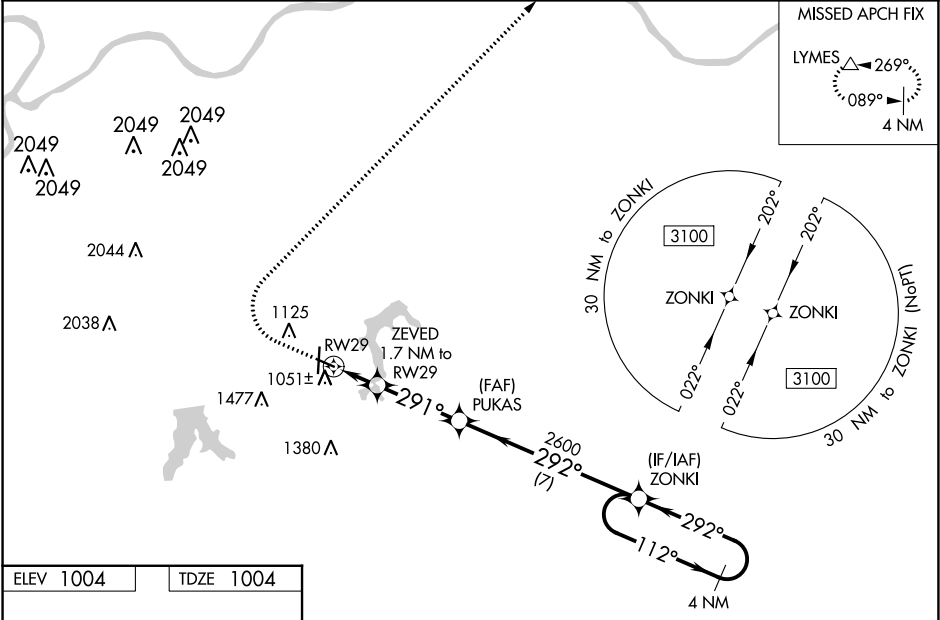 MISSED APCH FIX
LYMES
269°
089°
4 NM
2049
2049
2049
2049
2049
2044
2038
1125
1051±
1477
1380
RW29
ZEVED
1.7 NM to
RW29
291°
(FAF)
PUKAS
2600
292°
(7)
(IF/IAF)
ZONKI
292°
112°
4 NM
30 NM to ZONKI
3100
202°
ZONKI
022°
202°
ZONKI
022°
3100
30 NM to ZONKI (NoPT)
ELEV 1004
TDZE 1004